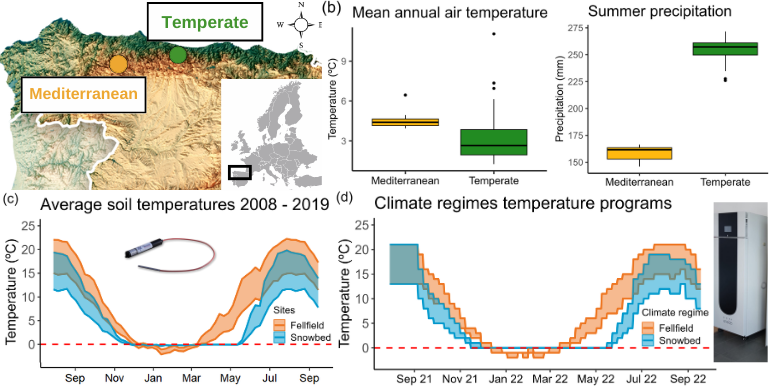 Temperate
N
W
E
S
Mediterranean
(b)
Mean annual air temperature
Temperature (ºC)
9
6
3
Mediterranean
Temperate
Summer precipitation
Precipitation (mm)
275
250
225
200
175
150
Mediterranean
Temperate
(c)
Average soil temperatures 2008 - 2019
Temperature (ºC)
25
20
15
10
5
0
Sites
Fellfield
Snowbed
Sep
Nov
Jan
Mar
May
Jul
Sep
(d)
Climate regimes temperature programs
Temperature (ºC)
25
20
15
10
5
0
Climate regime
Fellfield
Snowbed
Sep 21
Nov 21
Jan 22
Mar 22
May 22
Jul 22
Sep 22